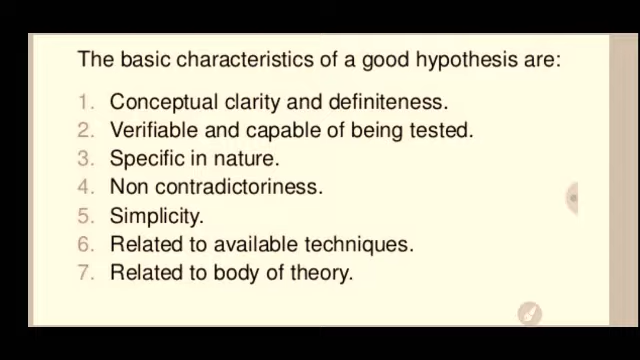 The basic characteristics of a good hypothesis are:
1. Conceptual clarity and definiteness.
2. Verifiable and capable of being tested.
3. Specific in nature.
4. Non contradictoriness.
5. Simplicity.
6. Related to available techniques.
7. Related to body of theory.